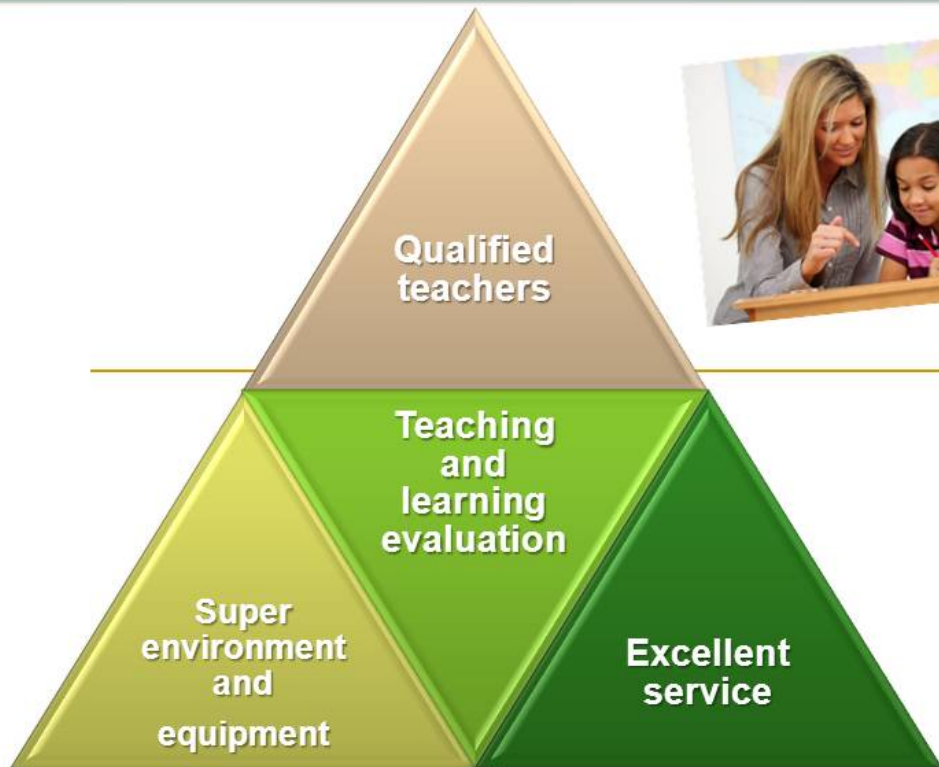 Qualified
teachers
Teaching
and
learning
evaluation
Super
environment
and
equipment
Excellent
service